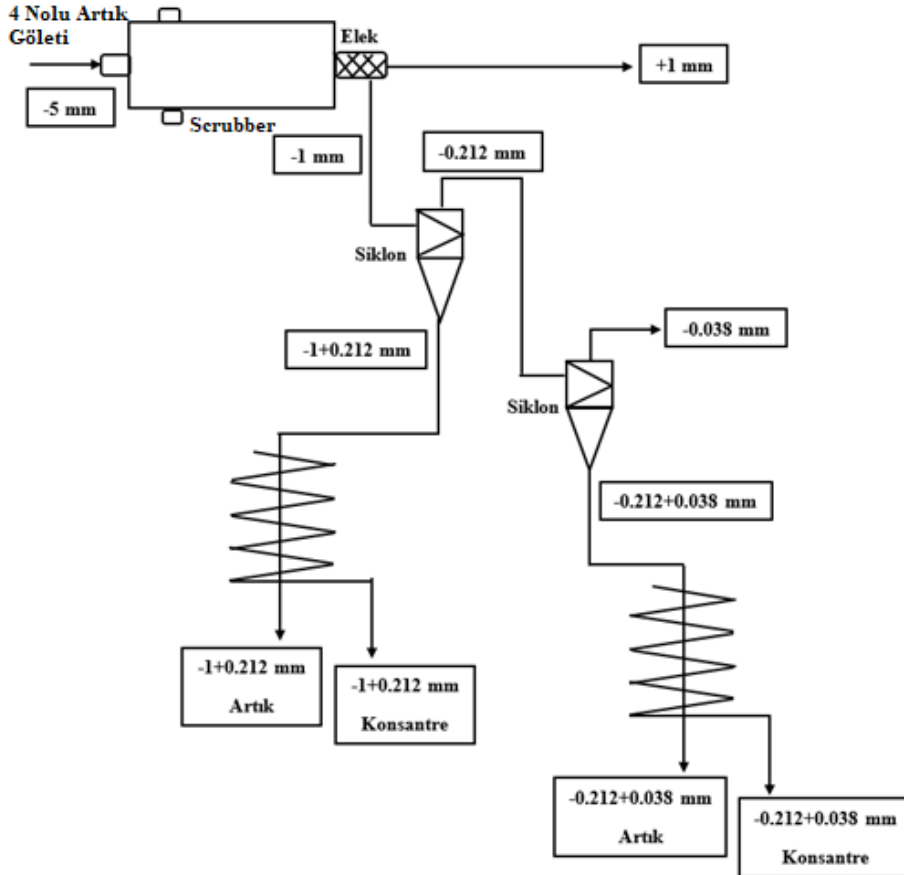 4 Nolu Artık
Göleti
Elek
+1 mm
-5 mm
Scrubber
-1 mm
-0.212 mm
Siklon
-1+0.212 mm
-0.038 mm
Siklon
-0.212+0.038 mm
-1+0.212 mm
Artık
-1+0.212 mm
Konsantre
-0.212+0.038 mm
Artık
-0.212+0.038 mm
Konsantre